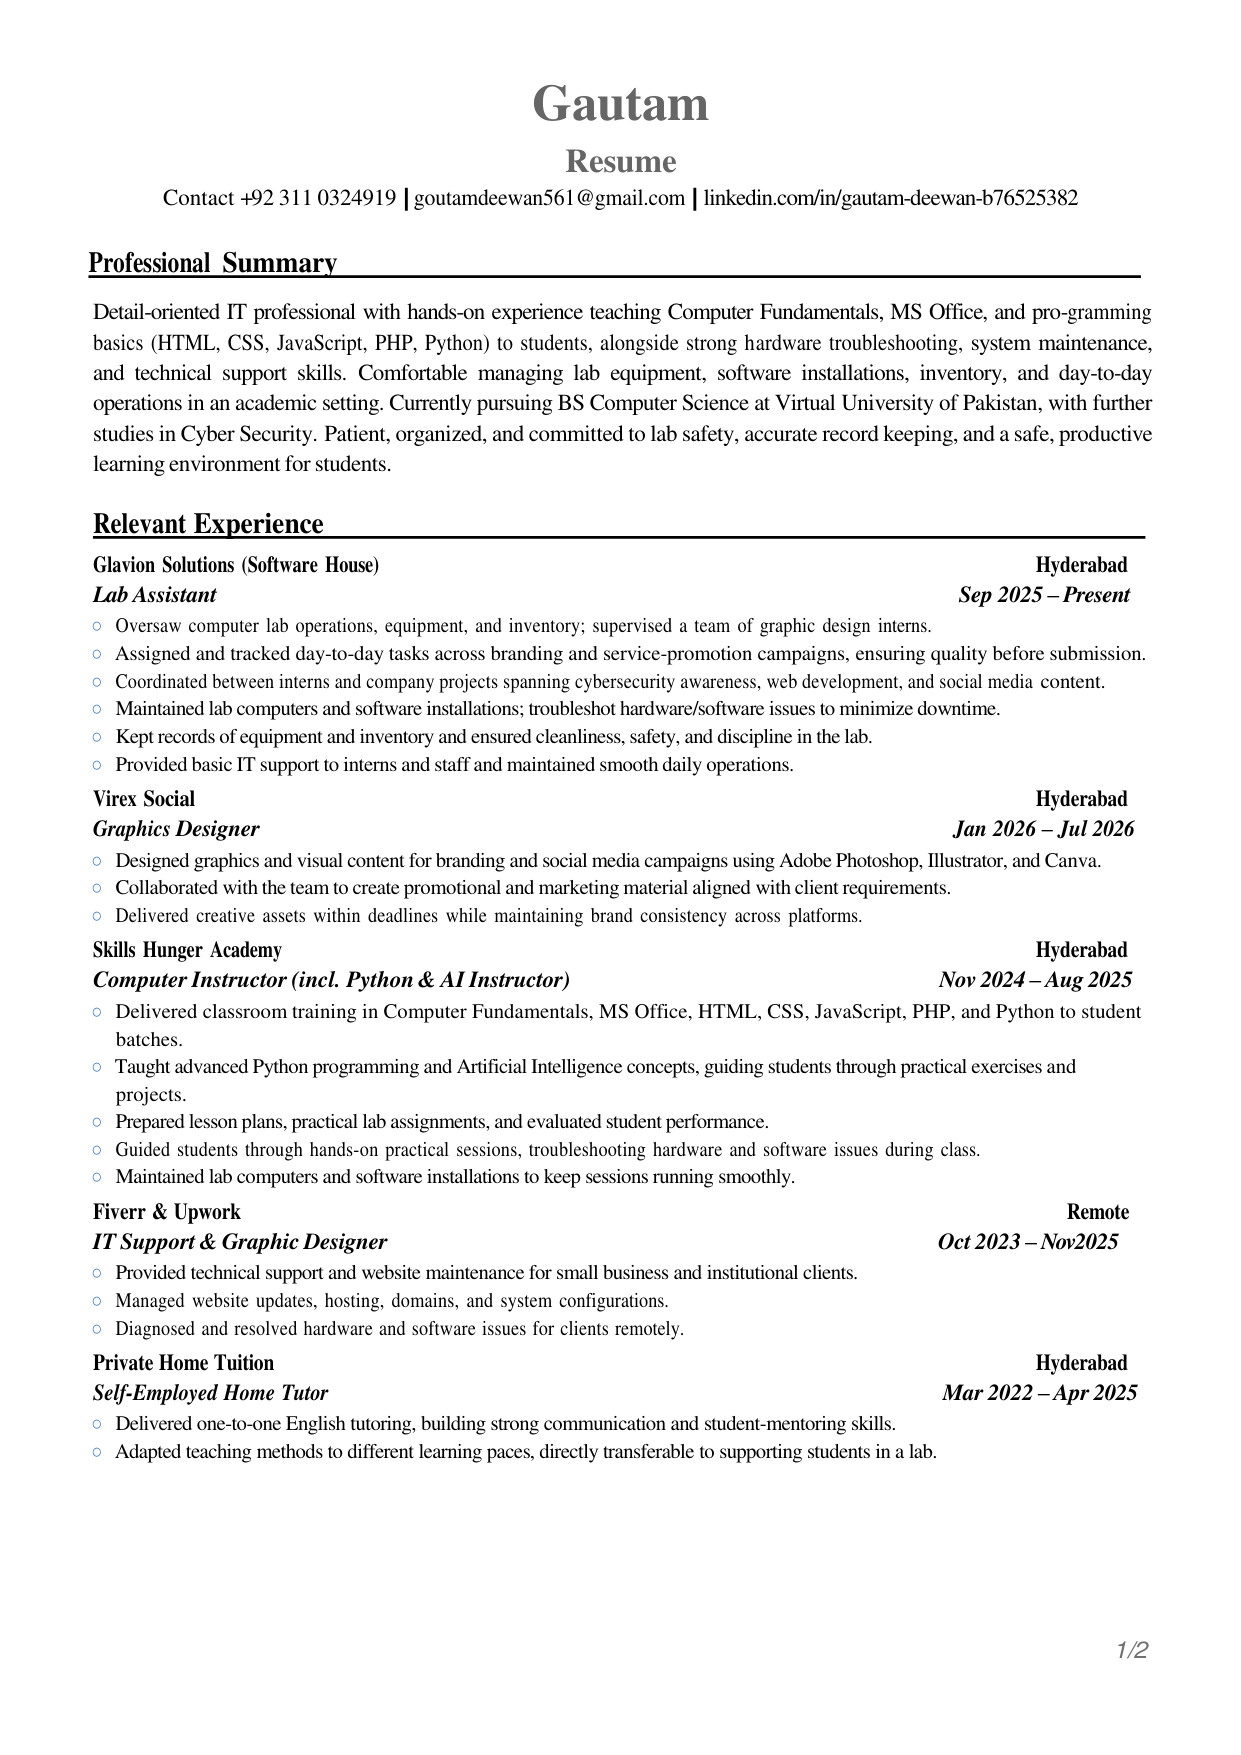 Gautam
Resume
Contact +92 311 0324919 | goutamdeewan561@gmail.com | linkedin.com/in/gautam-deewan-b76525382
Professional Summary
Detail-oriented IT professional with hands-on experience teaching Computer Fundamentals, MS Office, and pro-gramming
basics (HTML, CSS, JavaScript, PHP, Python) to students, alongside strong hardware troubleshooting, system maintenance,
and technical support skills. Comfortable managing lab equipment, software installations, inventory, and day-to-day
operations in an academic setting. Currently pursuing BS Computer Science at Virtual University of Pakistan, with further
studies in Cyber Security. Patient, organized, and committed to lab safety, accurate record keeping, and a safe, productive
learning environment for students.
Relevant Experience
Glavion Solutions (Software House) Hyderabad
Lab Assistant Sep 2025 – Present
○ Oversaw computer lab operations, equipment, and inventory; supervised a team of graphic design interns.
○ Assigned and tracked day-to-day tasks across branding and service-promotion campaigns, ensuring quality before submission.
○ Coordinated between interns and company projects spanning cybersecurity awareness, web development, and social media content.
○ Maintained lab computers and software installations; troubleshot hardware/software issues to minimize downtime.
○ Kept records of equipment and inventory and ensured cleanliness, safety, and discipline in the lab.
○ Provided basic IT support to interns and staff and maintained smooth daily operations.
Virex Social Hyderabad
Graphics Designer Jan 2026 – Jul 2026
○ Designed graphics and visual content for branding and social media campaigns using Adobe Photoshop, Illustrator, and Canva.
○ Collaborated with the team to create promotional and marketing material aligned with client requirements.
○ Delivered creative assets within deadlines while maintaining brand consistency across platforms.
Skills Hunger Academy Hyderabad
Computer Instructor (incl. Python & AI Instructor) Nov 2024 – Aug 2025
○ Delivered classroom training in Computer Fundamentals, MS Office, HTML, CSS, JavaScript, PHP, and Python to student
batches.
○ Taught advanced Python programming and Artificial Intelligence concepts, guiding students through practical exercises and
projects.
○ Prepared lesson plans, practical lab assignments, and evaluated student performance.
○ Guided students through hands-on practical sessions, troubleshooting hardware and software issues during class.
○ Maintained lab computers and software installations to keep sessions running smoothly.
Fiverr & Upwork Remote
IT Support & Graphic Designer Oct 2023 – Nov2025
○ Provided technical support and website maintenance for small business and institutional clients.
○ Managed website updates, hosting, domains, and system configurations.
○ Diagnosed and resolved hardware and software issues for clients remotely.
Private Home Tuition Hyderabad
Self-Employed Home Tutor Mar 2022 – Apr 2025
○ Delivered one-to-one English tutoring, building strong communication and student-mentoring skills.
○ Adapted teaching methods to different learning paces, directly transferable to supporting students in a lab.
1/2